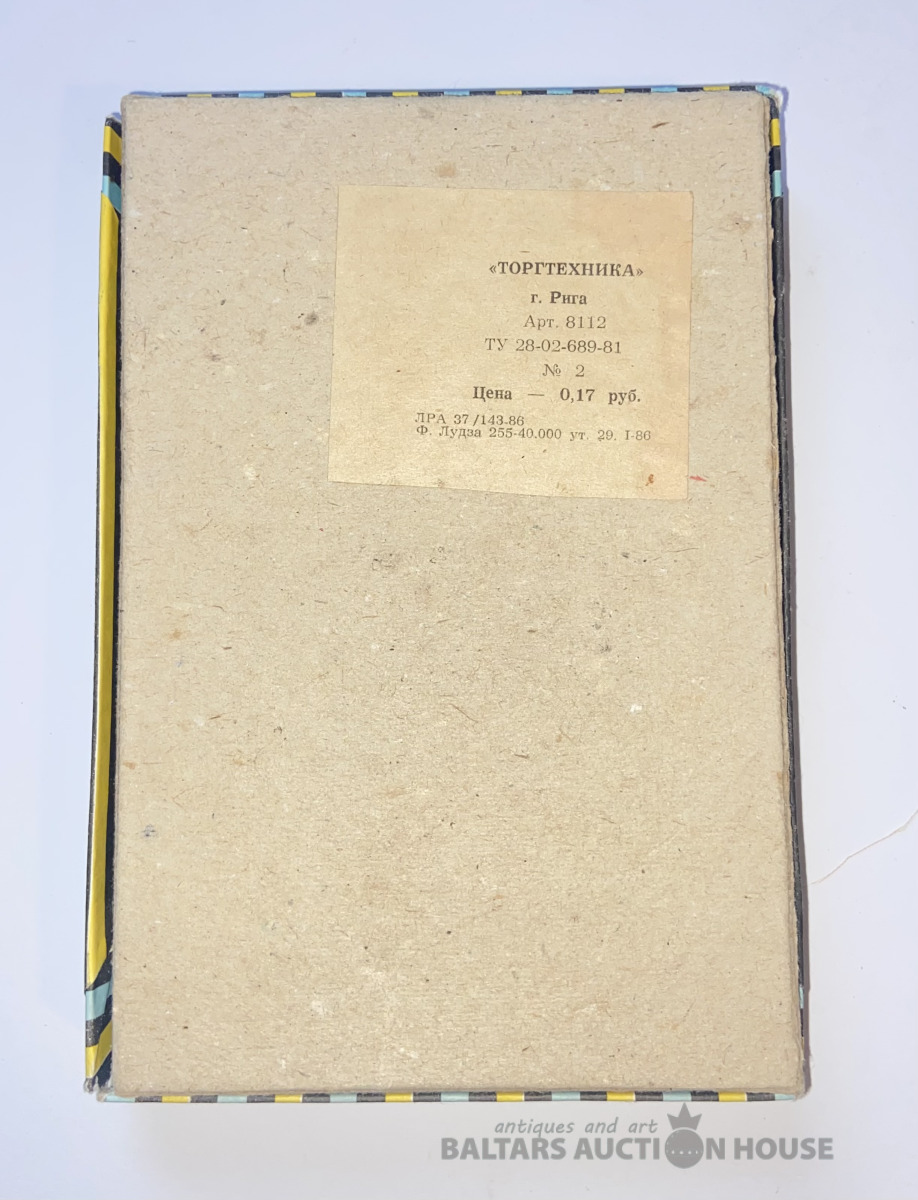 «ТОРГТЕХНИКА»
г. Рига
Арт. 8112
ТУ 28-02-689-81
№ 2
Цена — 0,17 руб.
ЛРА 37/143-86
Ф. Лудза 255-40.000 ут. 29. I-86
antiques and art
BALTARS AUCTION HOUSE